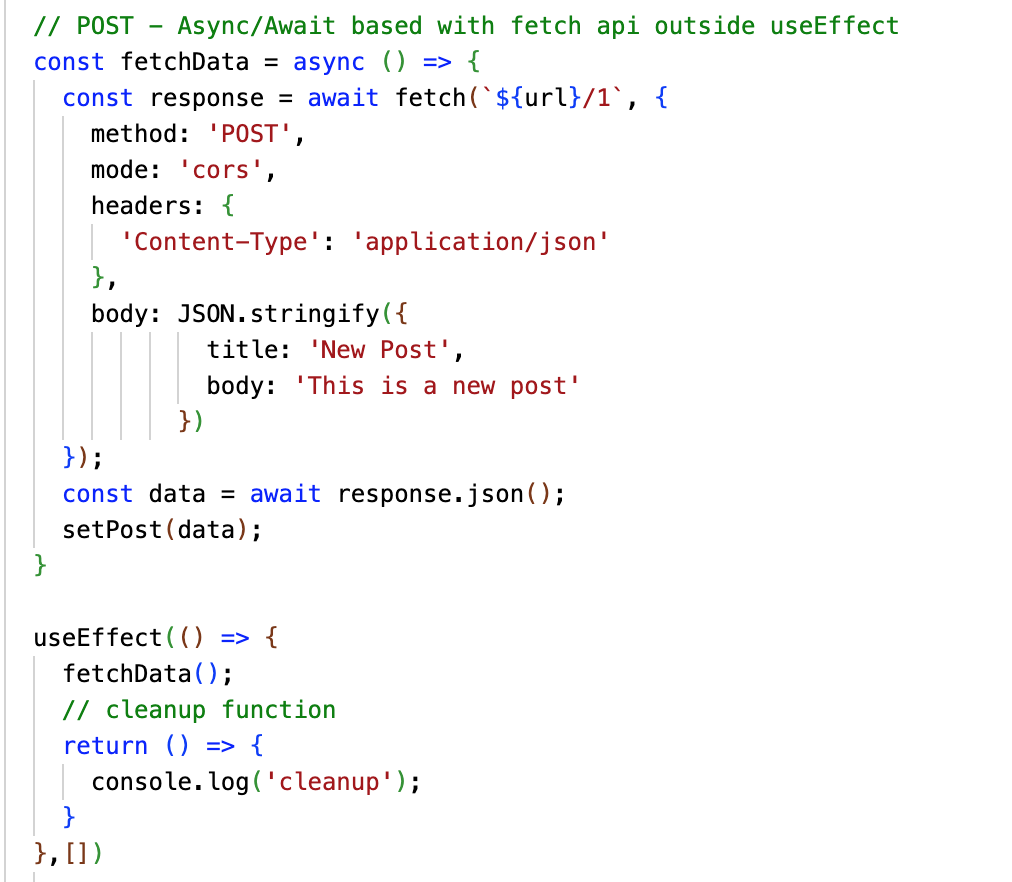 // POST - Async/Await based with fetch api outside useEffect
const fetchData = async () => {
  const response = await fetch(`${url}/1`, {
    method: 'POST',
    mode: 'cors',
    headers: {
      'Content-Type': 'application/json'
    },
    body: JSON.stringify({
            title: 'New Post',
            body: 'This is a new post'
          })
  });
  const data = await response.json();
  setPost(data);
}

useEffect(() => {
  fetchData();
  // cleanup function
  return () => {
    console.log('cleanup');
  }
},[])